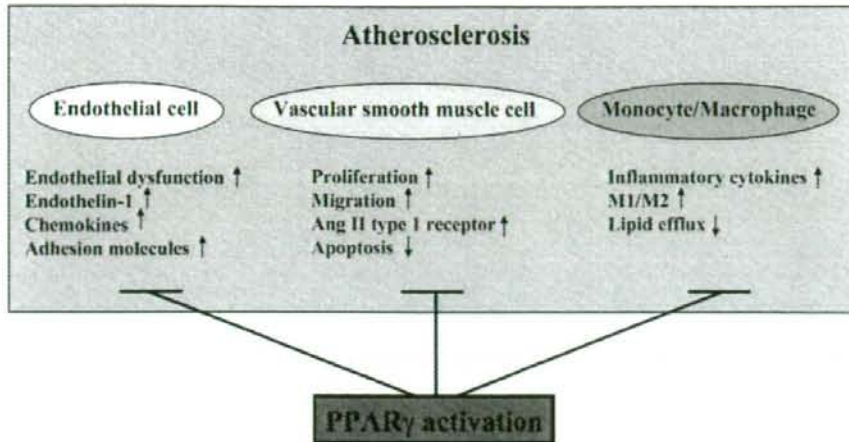 Atherosclerosis
Endothelial cell
Vascular smooth muscle cell
Monocyte/Macrophage
Endothelial dysfunction ↑
Endothelin-1 ↑
Chemokines ↑
Adhesion molecules ↑
Proliferation ↑
Migration ↑
Ang II type 1 receptor ↑
Apoptosis ↓
Inflammatory cytokines ↑
M1/M2 ↑
Lipid efflux ↓
PPARγ activation